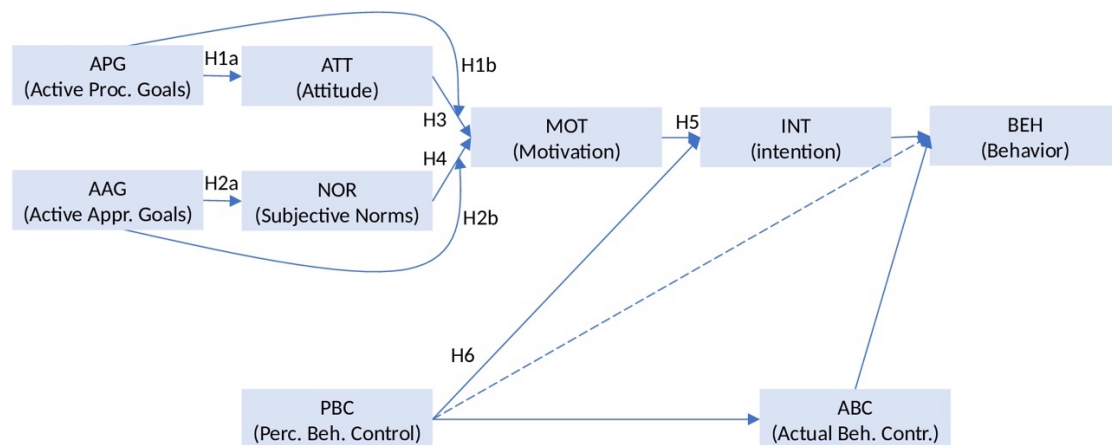 H1a
H1b
APG
(Active Proc. Goals)
ATT
(Attitude)
H3
MOT
(Motivation)
H5
INT
(intention)
BEH
(Behavior)
H4
AAG
(Active Appr. Goals)
H2a
NOR
(Subjective Norms)
H2b
H6
PBC
(Perc. Beh. Control)
ABC
(Actual Beh. Contr.)